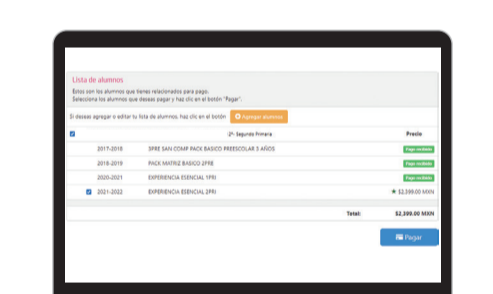 Lista de alumnos
Estos son los alumnos que tienes relacionados para pago.
Selecciona los alumnos que deseas pagar y haz clic en el botón "Pagar".
Si deseas agregar o editar tu lista de alumnos, haz clic en el botón Agregar alumnos
2º- Segundo Primaria Precio
2017-2018 SPRE SAN COMP PACK BASICO PREESCOLAR 3 AÑOS Pago recibido
2018-2019 PACK MATRIZ BASICO 2PRE Pago recibido
2020-2021 EXPERIENCIA ESENCIAL 1PRI Pago recibido
2021-2022 EXPERIENCIA ESENCIAL 2PRI $2,399.00 MXN
Total: $2,399.00 MXN
Pagar